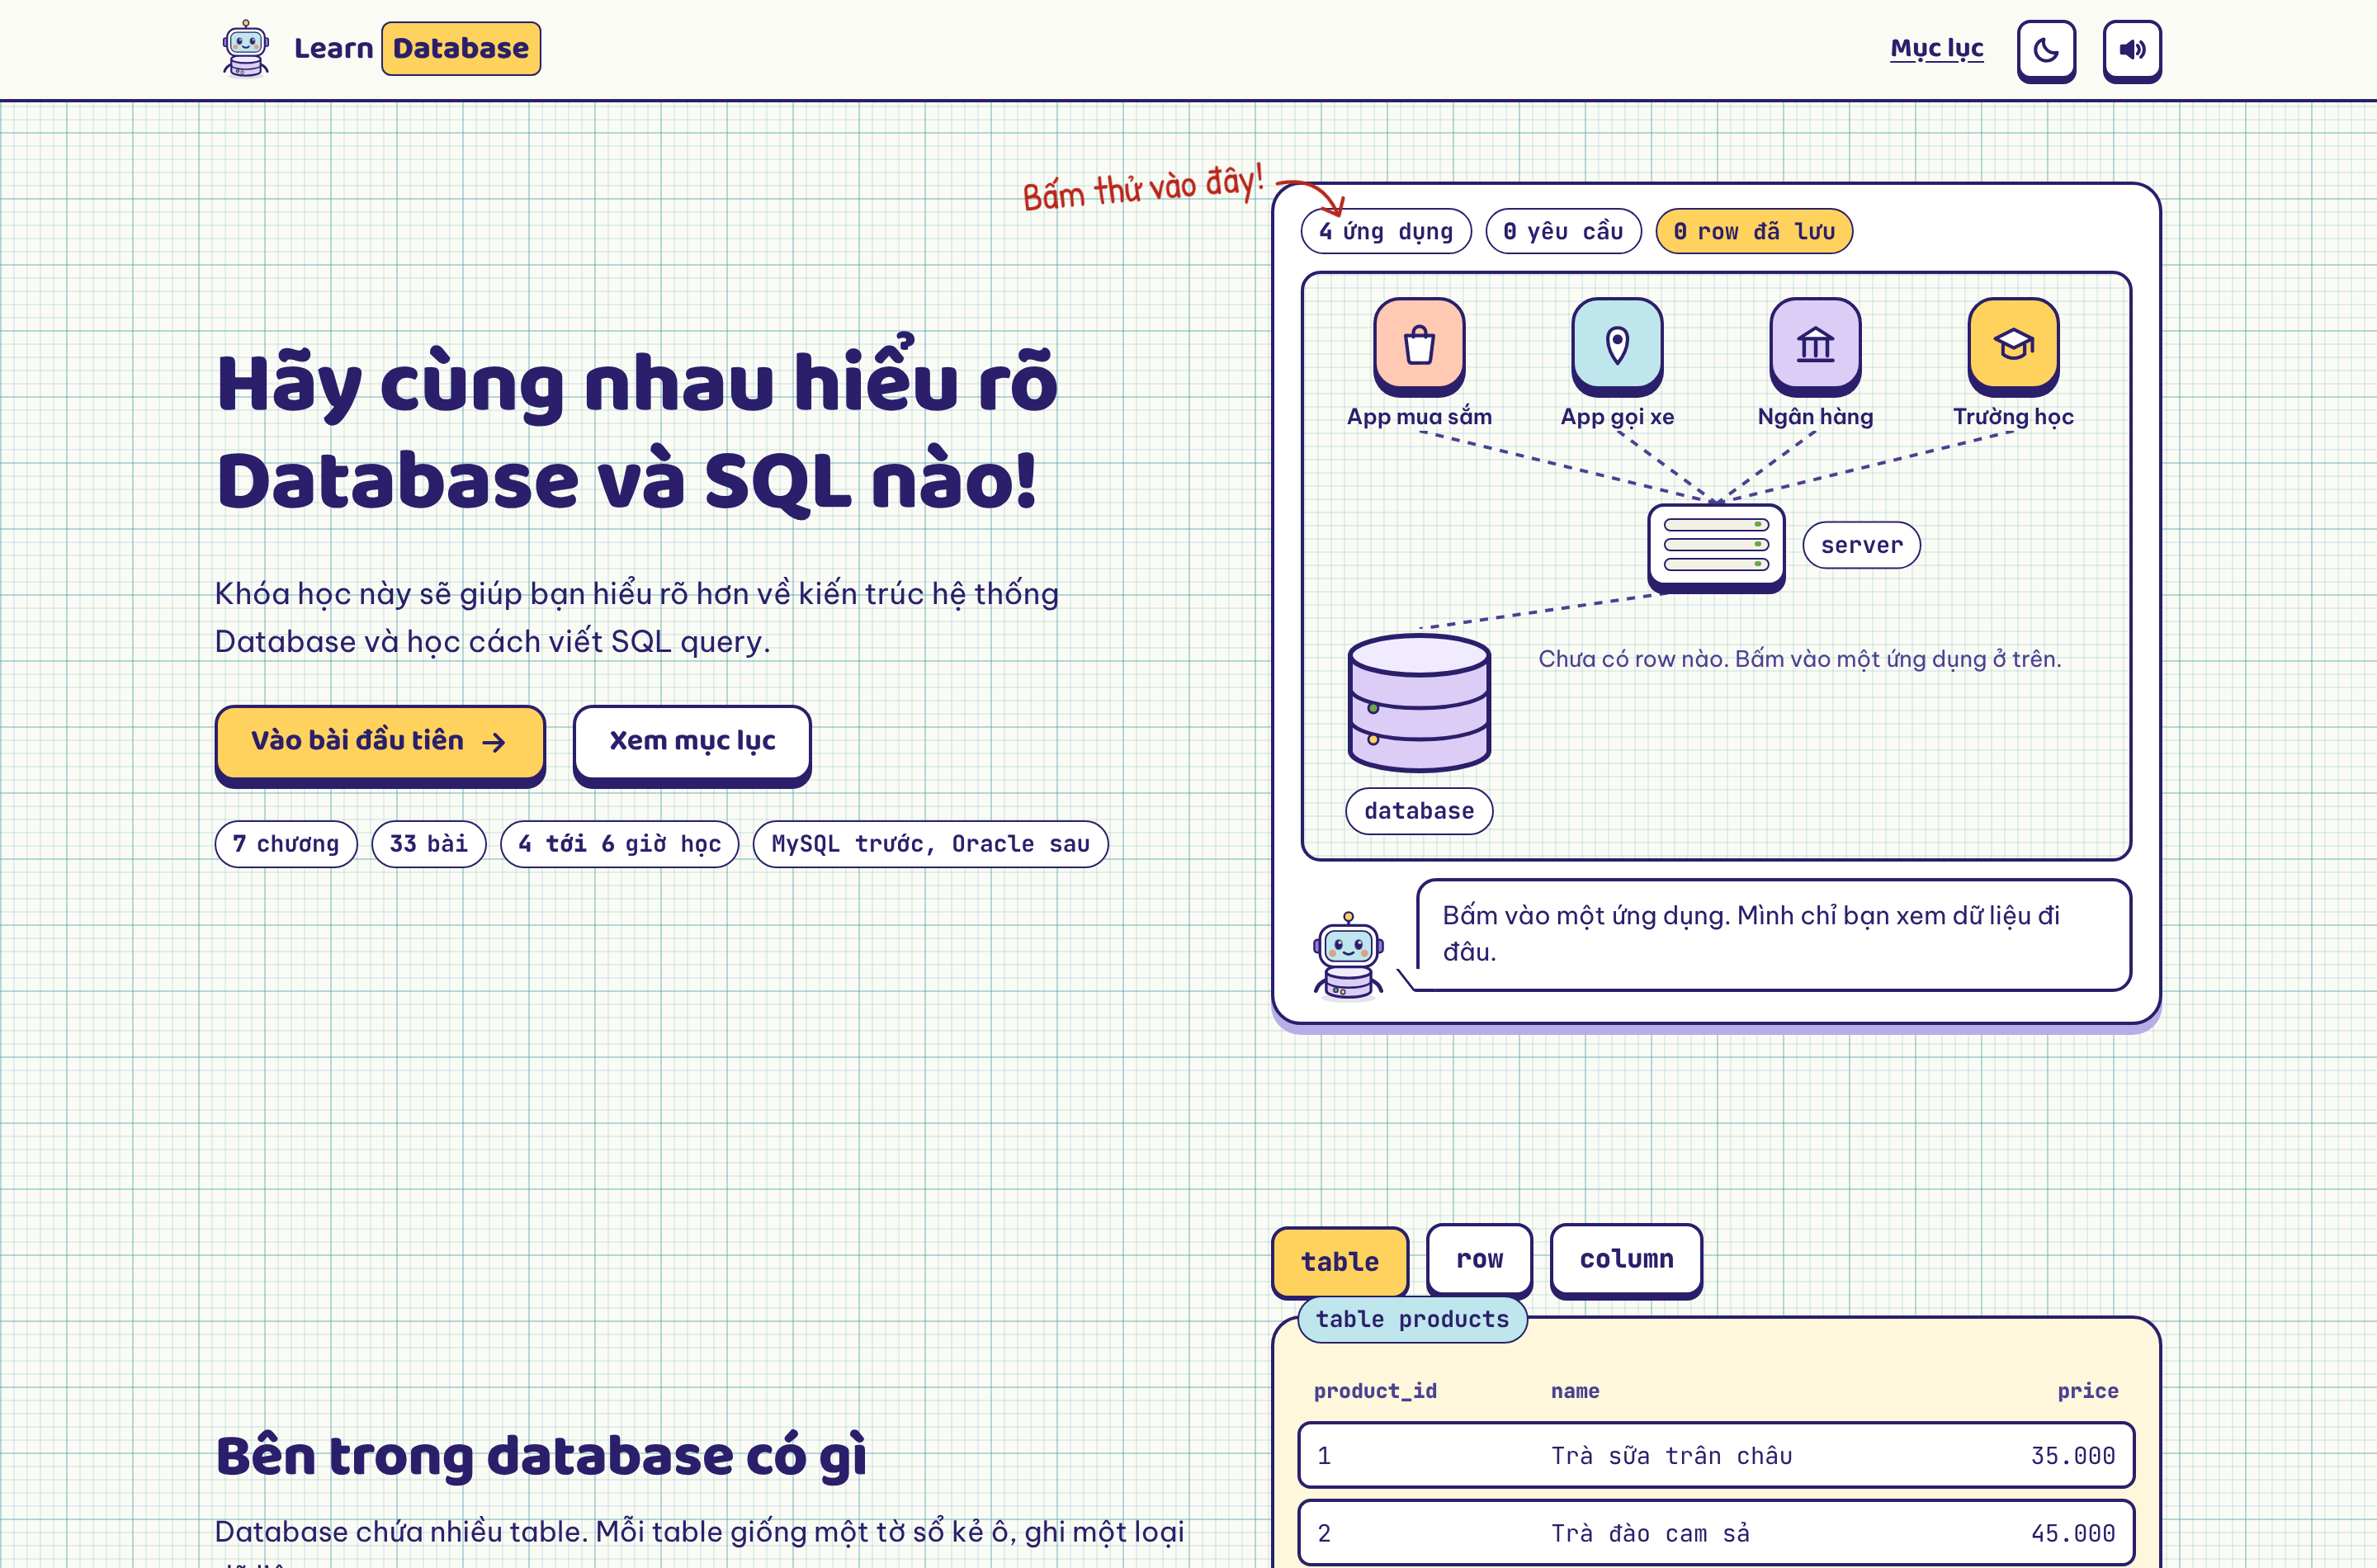 Learn Database
Mục lục
Bấm thử vào đây!
Hãy cùng nhau hiểu rõ
Database và SQL nào!
Khóa học này sẽ giúp bạn hiểu rõ hơn về kiến trúc hệ thống
Database và học cách viết SQL query.
Vào bài đầu tiên
Xem mục lục
7 chương
33 bài
4 tới 6 giờ học
MySQL trước, Oracle sau
4 ứng dụng
0 yêu cầu
0 row đã lưu
App mua sắm
App gọi xe
Ngân hàng
Trường học
server
Chưa có row nào. Bấm vào một ứng dụng ở trên.
database
Bấm vào một ứng dụng. Mình chỉ bạn xem dữ liệu đi
đâu.
Bên trong database có gì
Database chứa nhiều table. Mỗi table giống một tờ sổ kẻ ô, ghi một loại
table
row
column
table products
product_id name price
1 Trà sữa trân châu 35.000
2 Trà đào cam sả 45.000